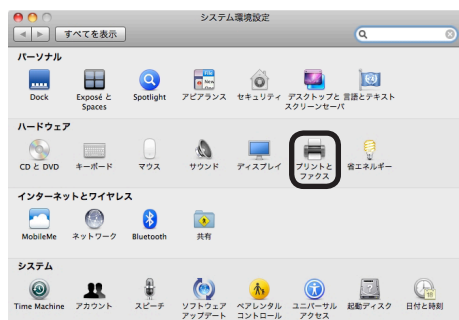 システム環境設定
すべてを表示
パーソナル
Dock
Exposé と
Spaces
Spotlight
アピアランス
セキュリティ
デスクトップと
スクリーンセーバ
言語とテキスト
ハードウェア
CD と DVD
キーボード
マウス
サウンド
ディスプレイ
プリントと
ファクス
省エネルギー
インターネットとワイヤレス
MobileMe
ネットワーク
Bluetooth
共有
システム
Time Machine
アカウント
スピーチ
ソフトウェア
アップデート
ペアレンタル
コントロール
ユニバーサル
アクセス
起動ディスク
日付と時刻